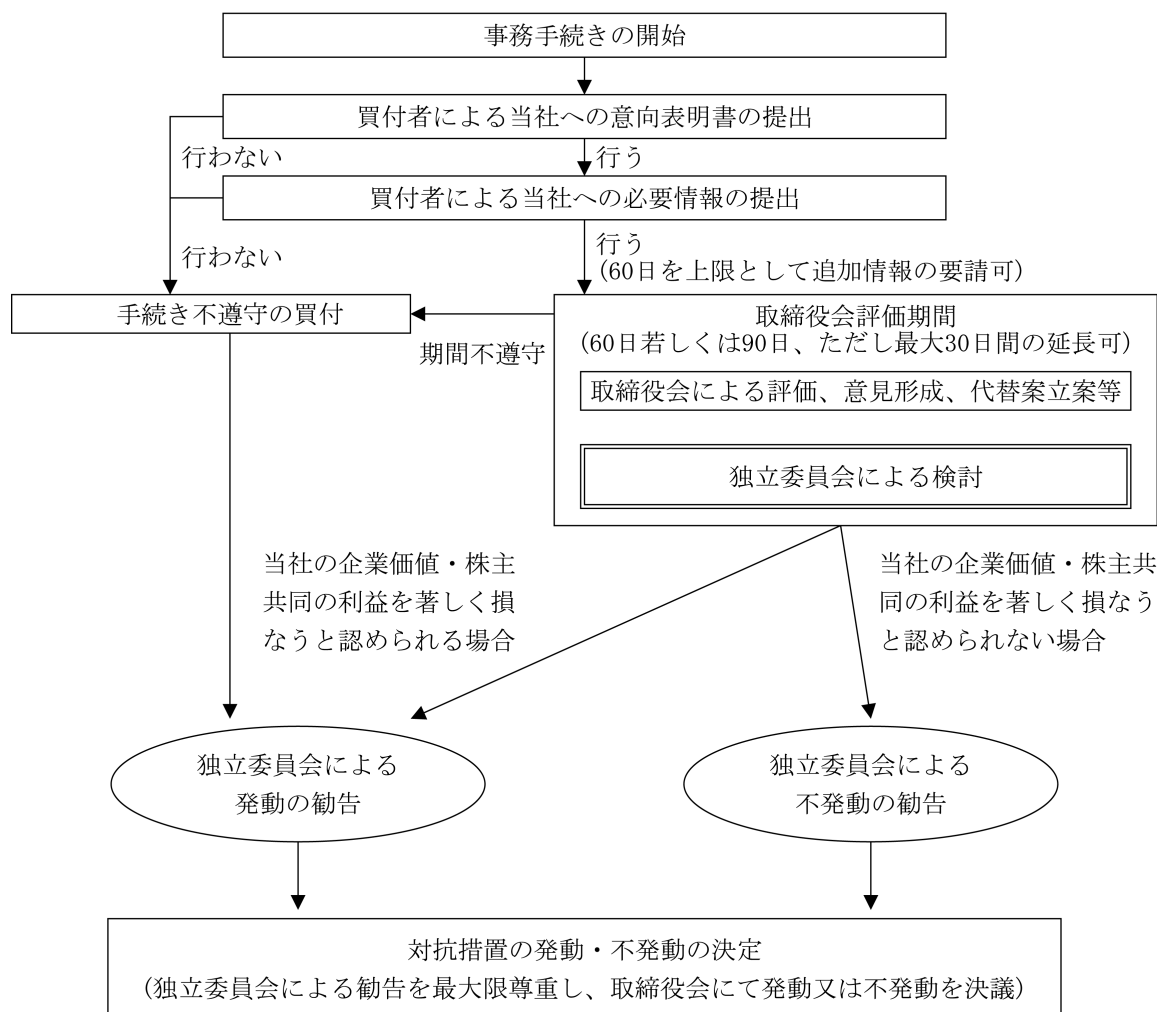 事務手続きの開始
買付者による当社への意向表明書の提出
行わない
行う
買付者による当社への必要情報の提出
行わない
行う
(60日を上限として追加情報の要請可)
手続き不遵守の買付
期間不遵守
取締役会評価期間
(60日若しくは90日、ただし最大30日間の延長可)
取締役会による評価、意見形成、代替案立案等
独立委員会による検討
当社の企業価値・株主
共同の利益を著しく損
なうと認められる場合
当社の企業価値・株主共
同の利益を著しく損なう
と認められない場合
独立委員会による
発動の勧告
独立委員会による
不発動の勧告
対抗措置の発動・不発動の決定
(独立委員会による勧告を最大限尊重し、取締役会にて発動又は不発動を決議)